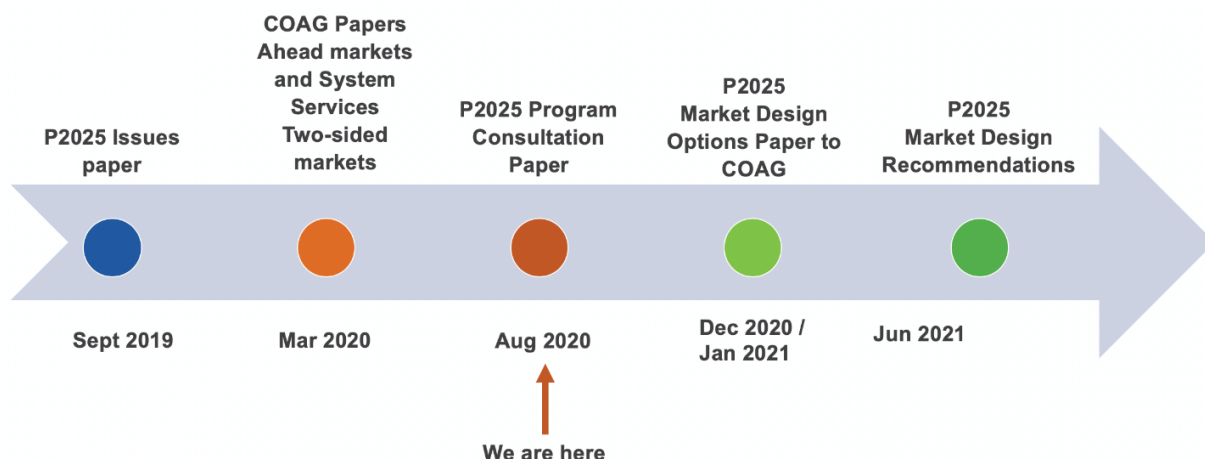 P2025 Issues
paper
COAG Papers
Ahead markets
and System
Services
Two-sided
markets
P2025 Program
Consultation
Paper
P2025
Market Design
Options Paper to
COAG
P2025
Market Design
Recommendations
Sept 2019
Mar 2020
Aug 2020
Dec 2020 /
Jan 2021
Jun 2021
We are here